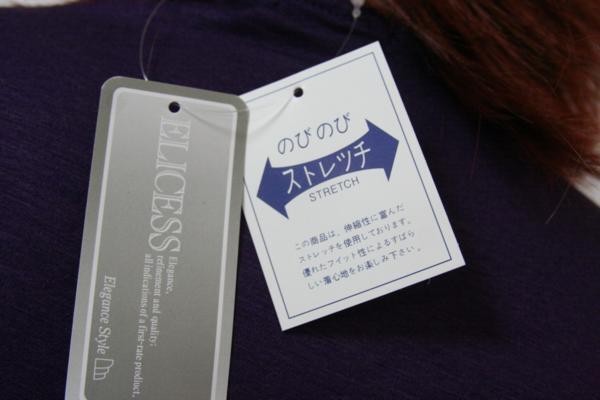 ELICESS
Elegance,
refinement and quality;
all indications of a first-rate product.
Elegance Style
のびのび
ストレッチ
STRETCH
この商品は、伸縮性に富んだ
ストレッチを使用しております。
優れたフイット性によるすばら
しい着心地をお楽しみ下さい。